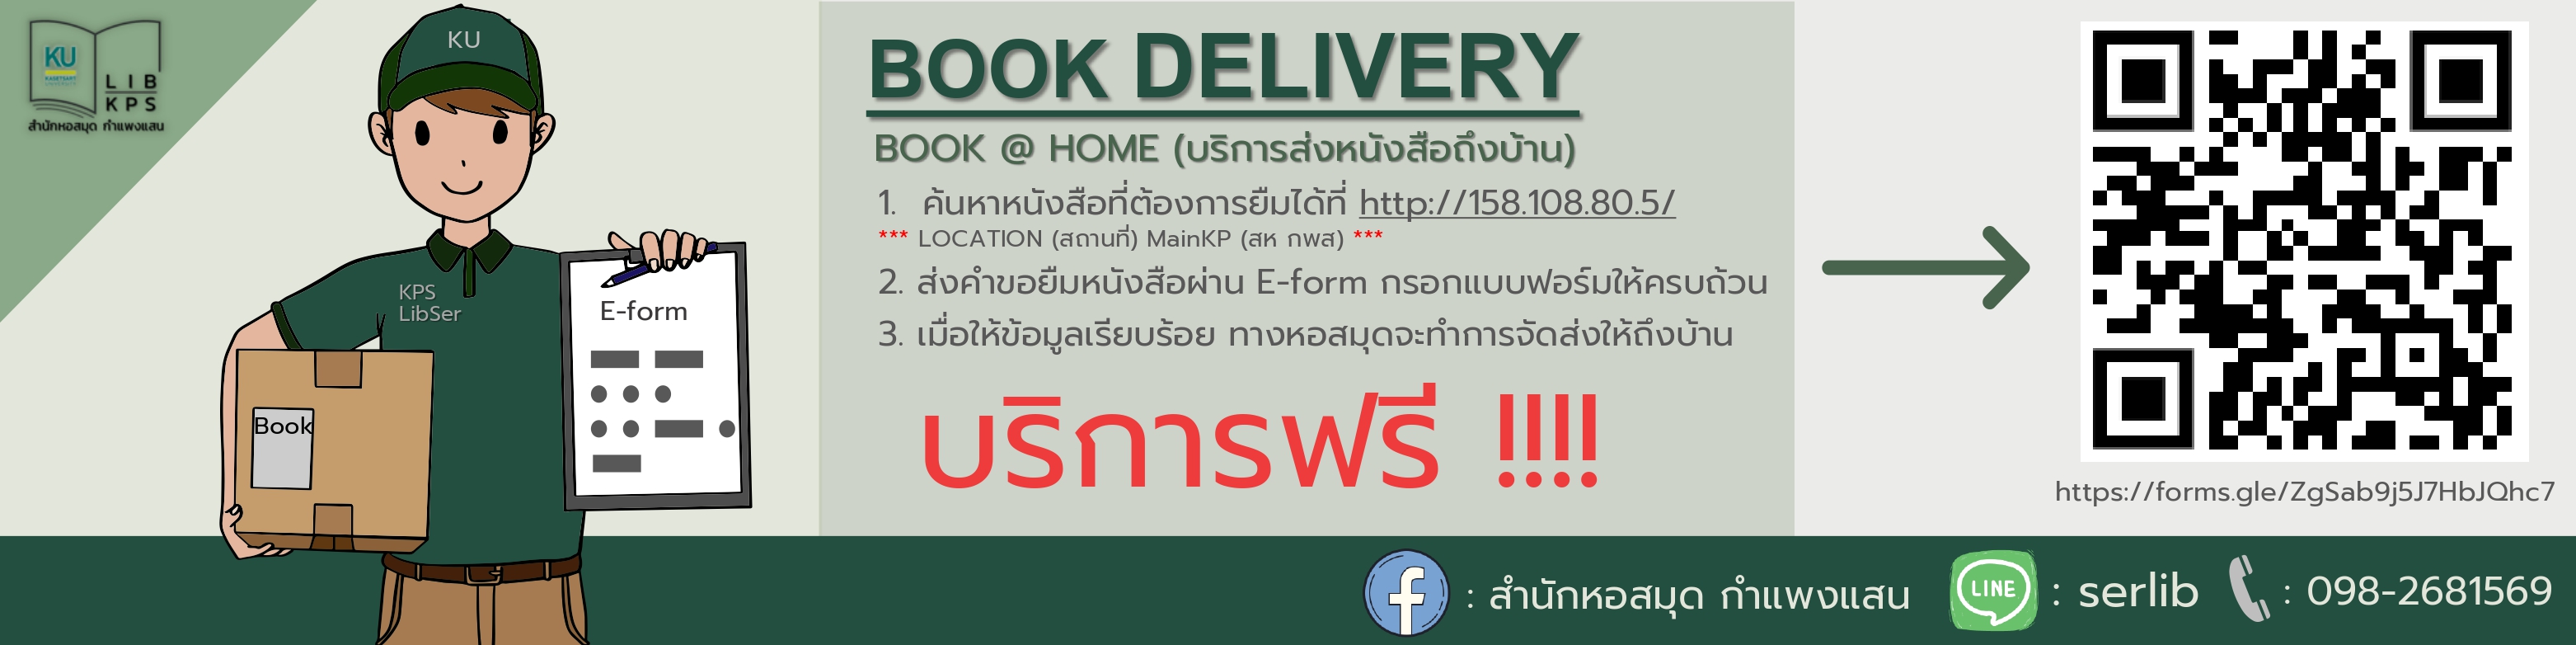 KU
KASETSART
UNIVERSITY
LIB
KPS
สำนักหอสมุด กำแพงแสน
KU
KPS
LibSer
Book
E-form
BOOK DELIVERY
BOOK @ HOME (บริการส่งหนังสือถึงบ้าน)
1. ค้นหาหนังสือที่ต้องการยืมได้ที่ http://158.108.80.5/
*** LOCATION (สถานที่) MainKP (สห กพส) ***
2. ส่งคำขอยืมหนังสือผ่าน E-form กรอกแบบฟอร์มให้ครบถ้วน
3. เมื่อให้ข้อมูลเรียบร้อย ทางหอสมุดจะทำการจัดส่งให้ถึงบ้าน
บริการฟรี !!!!
https://forms.gle/ZgSab9j5J7HbJQhc7
f : สำนักหอสมุด กำแพงแสน
LINE : serlib
: 098-2681569